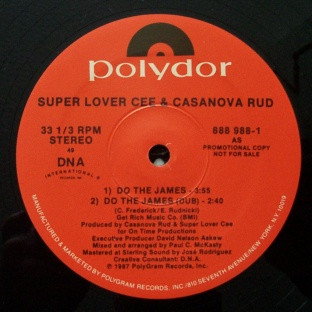 polydor
SUPER LOVER CEE & CASANOVA RUD
33 1/3 RPM
STEREO
49
DNA
INTERNATIONAL
888 988-1
AS
PROMOTIONAL COPY
NOT FOR SALE
1) DO THE JAMES - 5:55
2) DO THE JAMES (DUB) - 2:40
(C. Frederick/E. Rudnicki)
Get Rich Music Co. (BMI)
Produced by Casanova Rud & Super Lover Cee
for On Time Productions
Executive Producer David Nelson Askew
Mixed and arranged by Paul C. McKasty
Mastered at Sterling Sound by Jose Rodriguez
Creative Consultant: D.N.A.
℗ 1987 PolyGram Records, Inc.
MANUFACTURED & MARKETED BY POLYGRAM RECORDS, INC./810 SEVENTH AVENUE/NEW YORK, N.Y. 10019